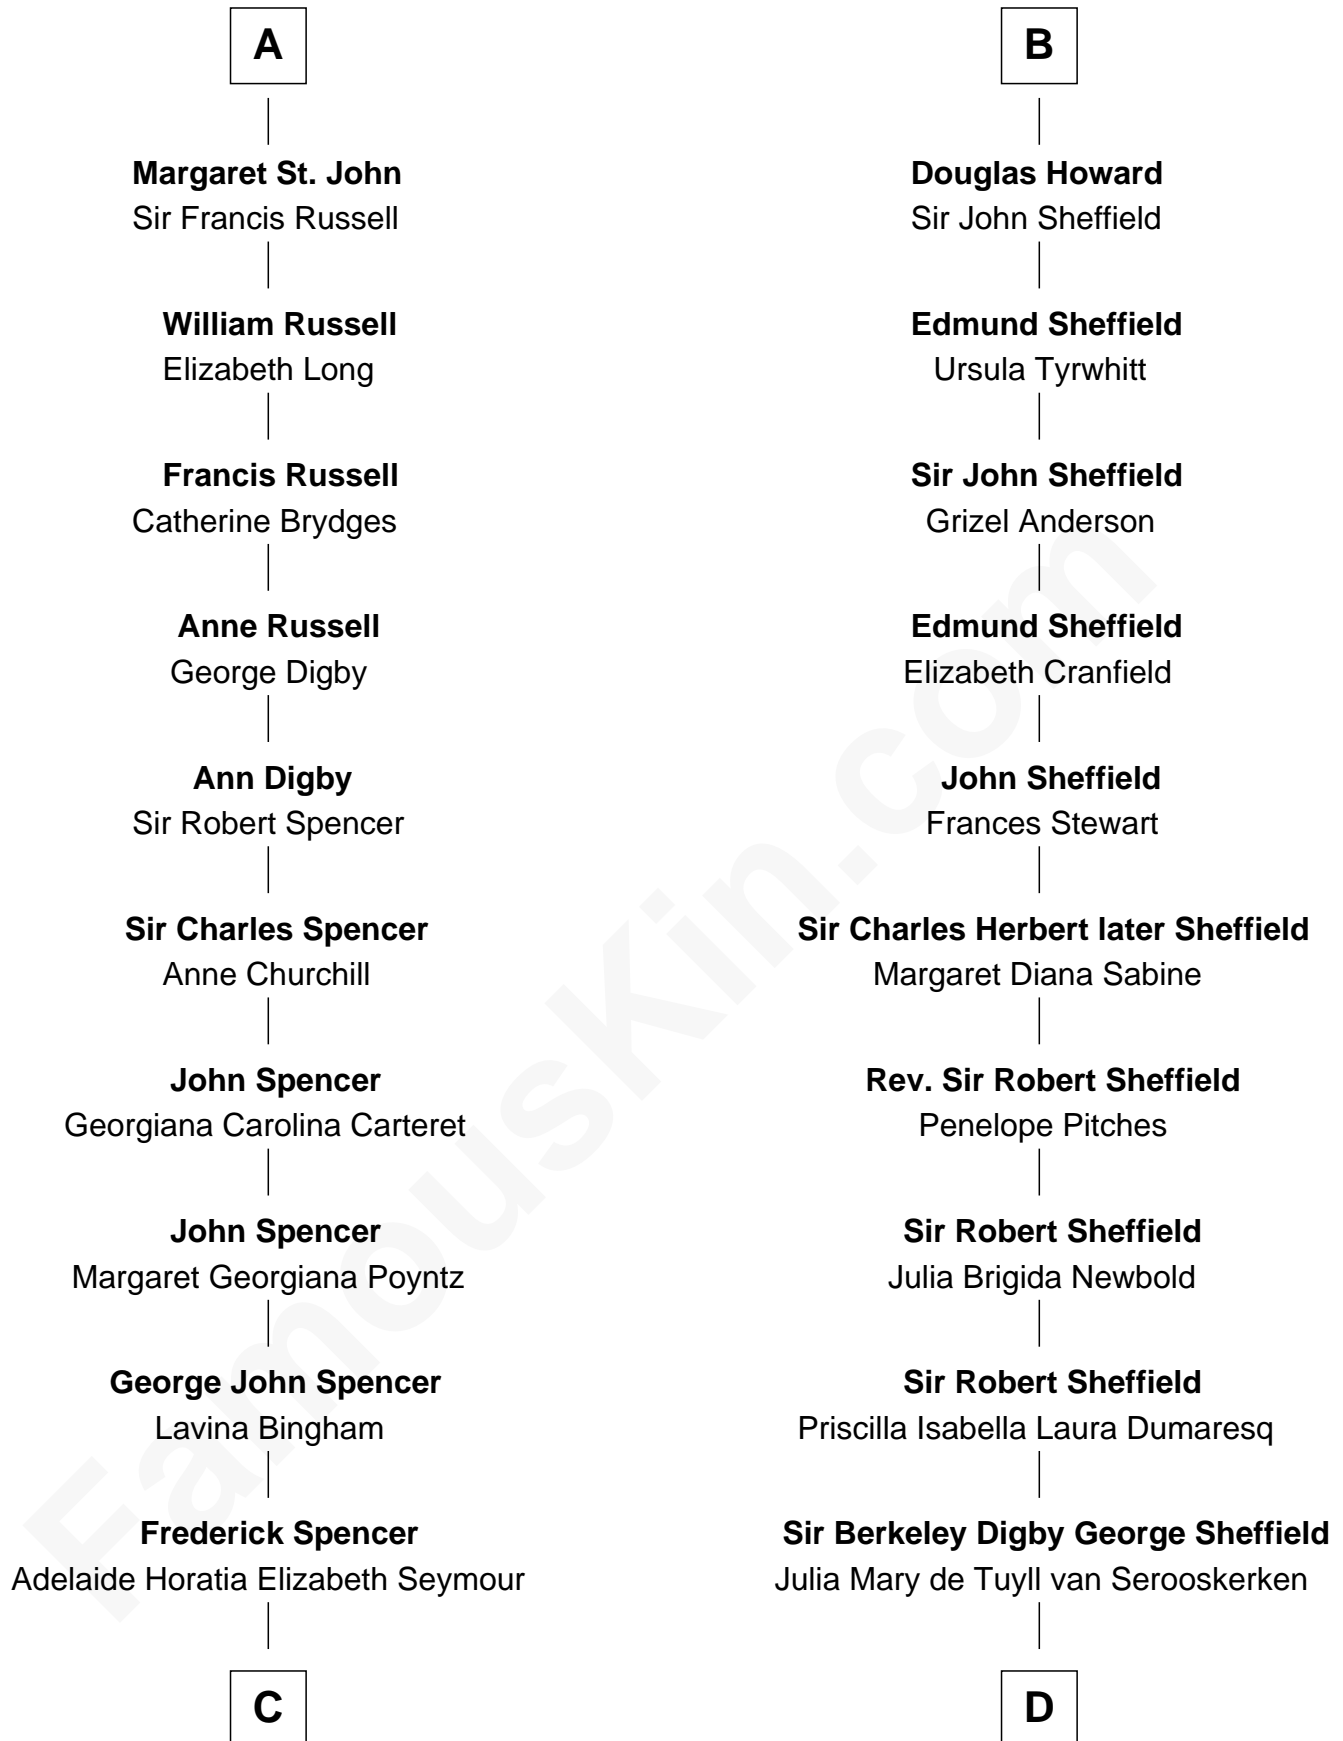 A
Margaret St. John
Sir Francis Russell
William Russell
Elizabeth Long
Francis Russell
Catherine Brydges
Anne Russell
George Digby
Ann Digby
Sir Robert Spencer
Sir Charles Spencer
Anne Churchill
John Spencer
Georgiana Carolina Carteret
John Spencer
Margaret Georgiana Poyntz
George John Spencer
Lavina Bingham
Frederick Spencer
Adelaide Horatia Elizabeth Seymour
C
B
Douglas Howard
Sir John Sheffield
Edmund Sheffield
Ursula Tyrwhitt
Sir John Sheffield
Grizel Anderson
Edmund Sheffield
Elizabeth Cranfield
John Sheffield
Frances Stewart
Sir Charles Herbert later Sheffield
Margaret Diana Sabine
Rev. Sir Robert Sheffield
Penelope Pitches
Sir Robert Sheffield
Julia Brigida Newbold
Sir Robert Sheffield
Priscilla Isabella Laura Dumaresq
Sir Berkeley Digby George Sheffield
Julia Mary de Tuyll van Serooskerken
D
FamousKin.com